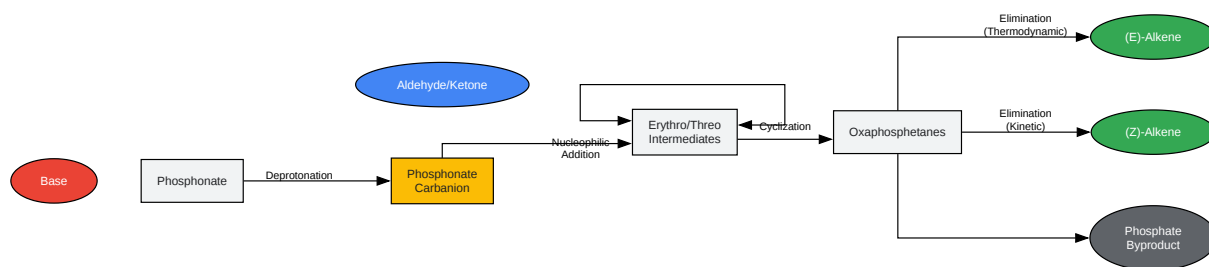 Base
Phosphonate
Deprotonation
Phosphonate
Carbanion
Aldehyde/Ketone
Nucleophilic
Addition
Erythro/Threo
Intermediates
Cyclization
Oxaphosphetanes
Elimination
(Thermodynamic)
(E)-Alkene
Elimination
(Kinetic)
(Z)-Alkene
Phosphate
Byproduct